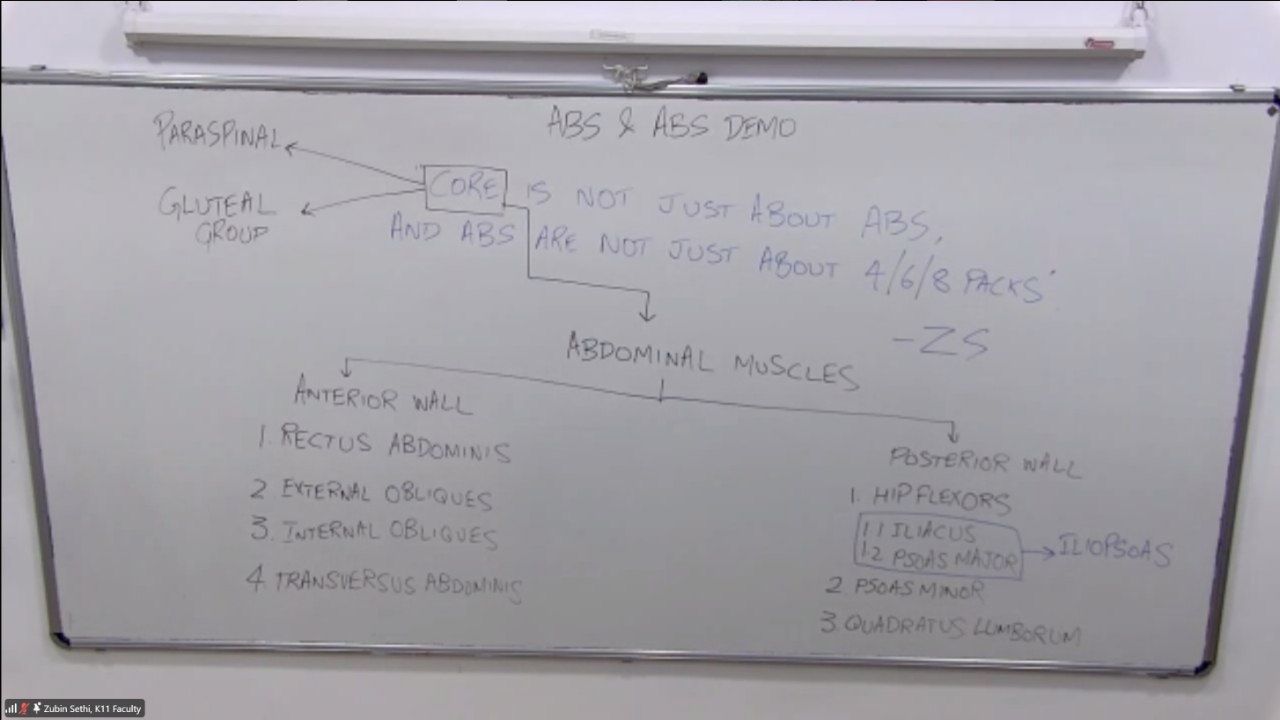 ABS & ABS DEMO
PARASPINAL
GLUTEAL
GROUP
CORE IS NOT JUST ABOUT ABS,
AND ABS ARE NOT JUST ABOUT 4/6/8 PACKS'
-ZS
ABDOMINAL MUSCLES
ANTERIOR WALL
1. RECTUS ABDOMINIS
2 EXTERNAL OBLIQUES
3. INTERNAL OBLIQUES
4. TRANSVERSUS ABDOMINIS
POSTERIOR WALL
1. HIP FLEXORS
1.1 ILIACUS
1.2 PSOAS MAJOR
ILIOPSOAS
2 PSOAS MINOR
3. QUADRATUS LUMBORUM
Zubin Sethi, K11 Faculty